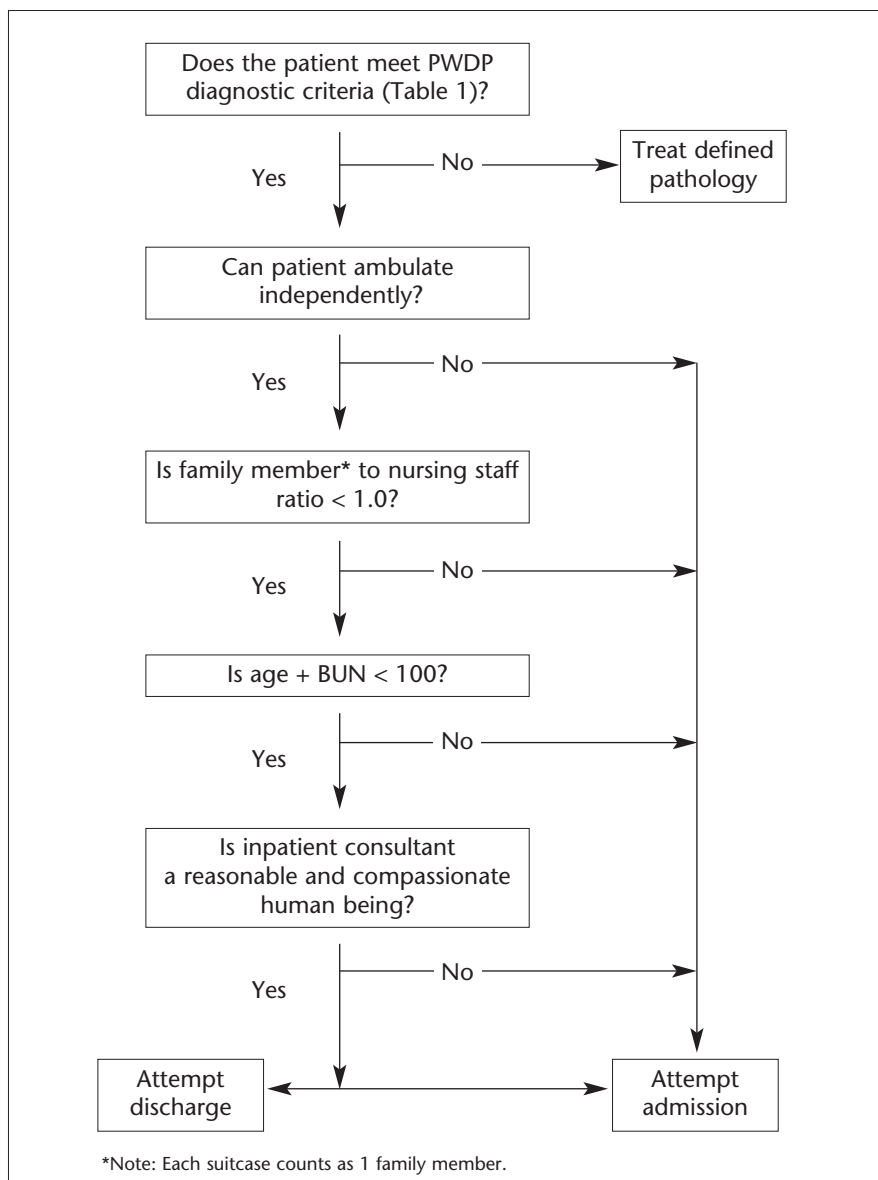 Does the patient meet PWDP
diagnostic criteria (Table 1)?
No
Treat defined
pathology
Yes
Can patient ambulate
independently?
No
Yes
Is family member* to nursing staff
ratio < 1.0?
No
Yes
Is age + BUN < 100?
No
Yes
Is inpatient consultant
a reasonable and compassionate
human being?
No
Yes
Attempt
discharge
Attempt
admission
*Note: Each suitcase counts as 1 family member.